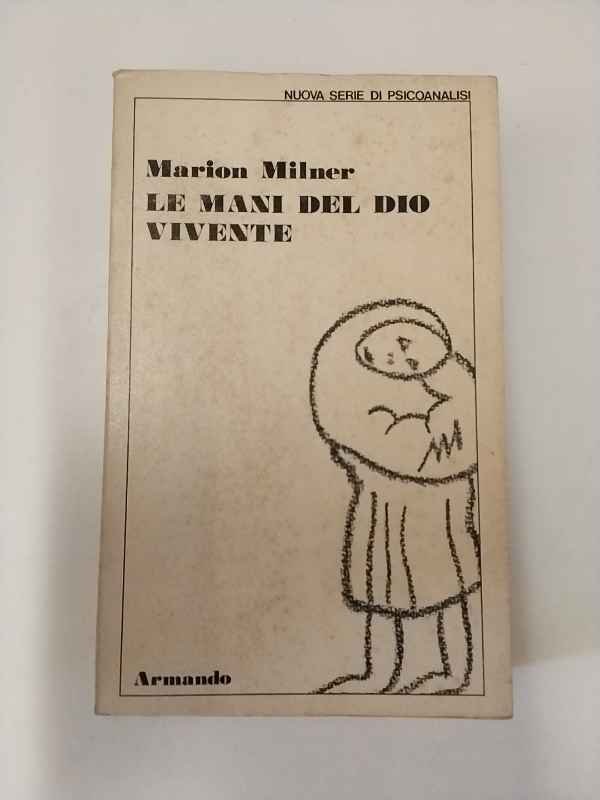 NUOVA SERIE DI PSICOANALISI
Marion Milner
LE MANI DEL DIO
VIVENTE
Armando